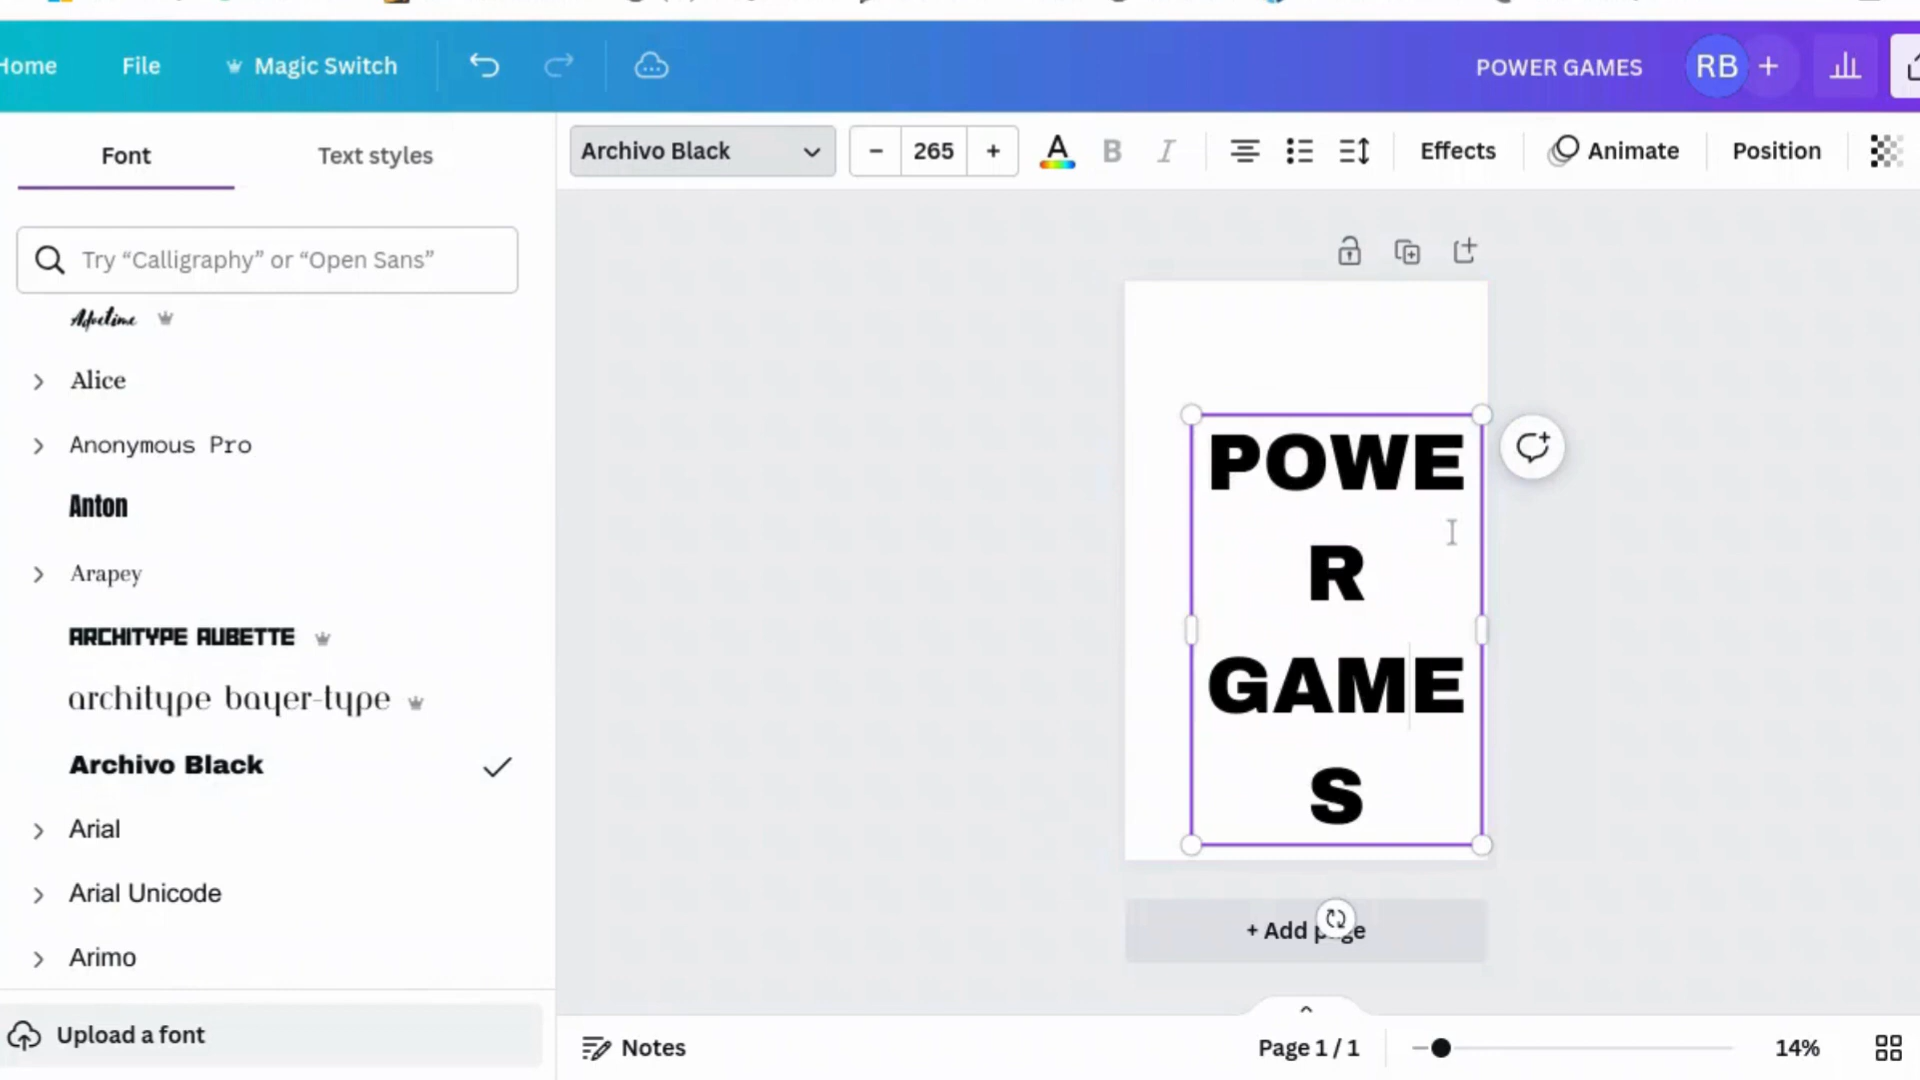 Home File Magic Switch POWER GAMES RB +
Font Text styles
Archivo Black - 265 + A B I Effects Animate Position
Try “Calligraphy” or “Open Sans”
Advetime
Alice
Anonymous Pro
Anton
Arapey
ARCHITYPE AUBETTE
architype bayer-type
Archivo Black
Arial
Arial Unicode
Arimo
Upload a font
POWE
R
GAME
S
+ Add page
Notes Page 1 / 1 14%